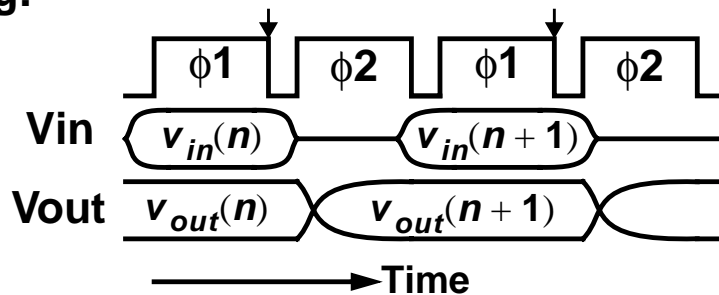 g:
ϕ1 ϕ2 ϕ1 ϕ2
Vin v_in(n) v_in(n + 1)
Vout v_out(n) v_out(n + 1)
Time